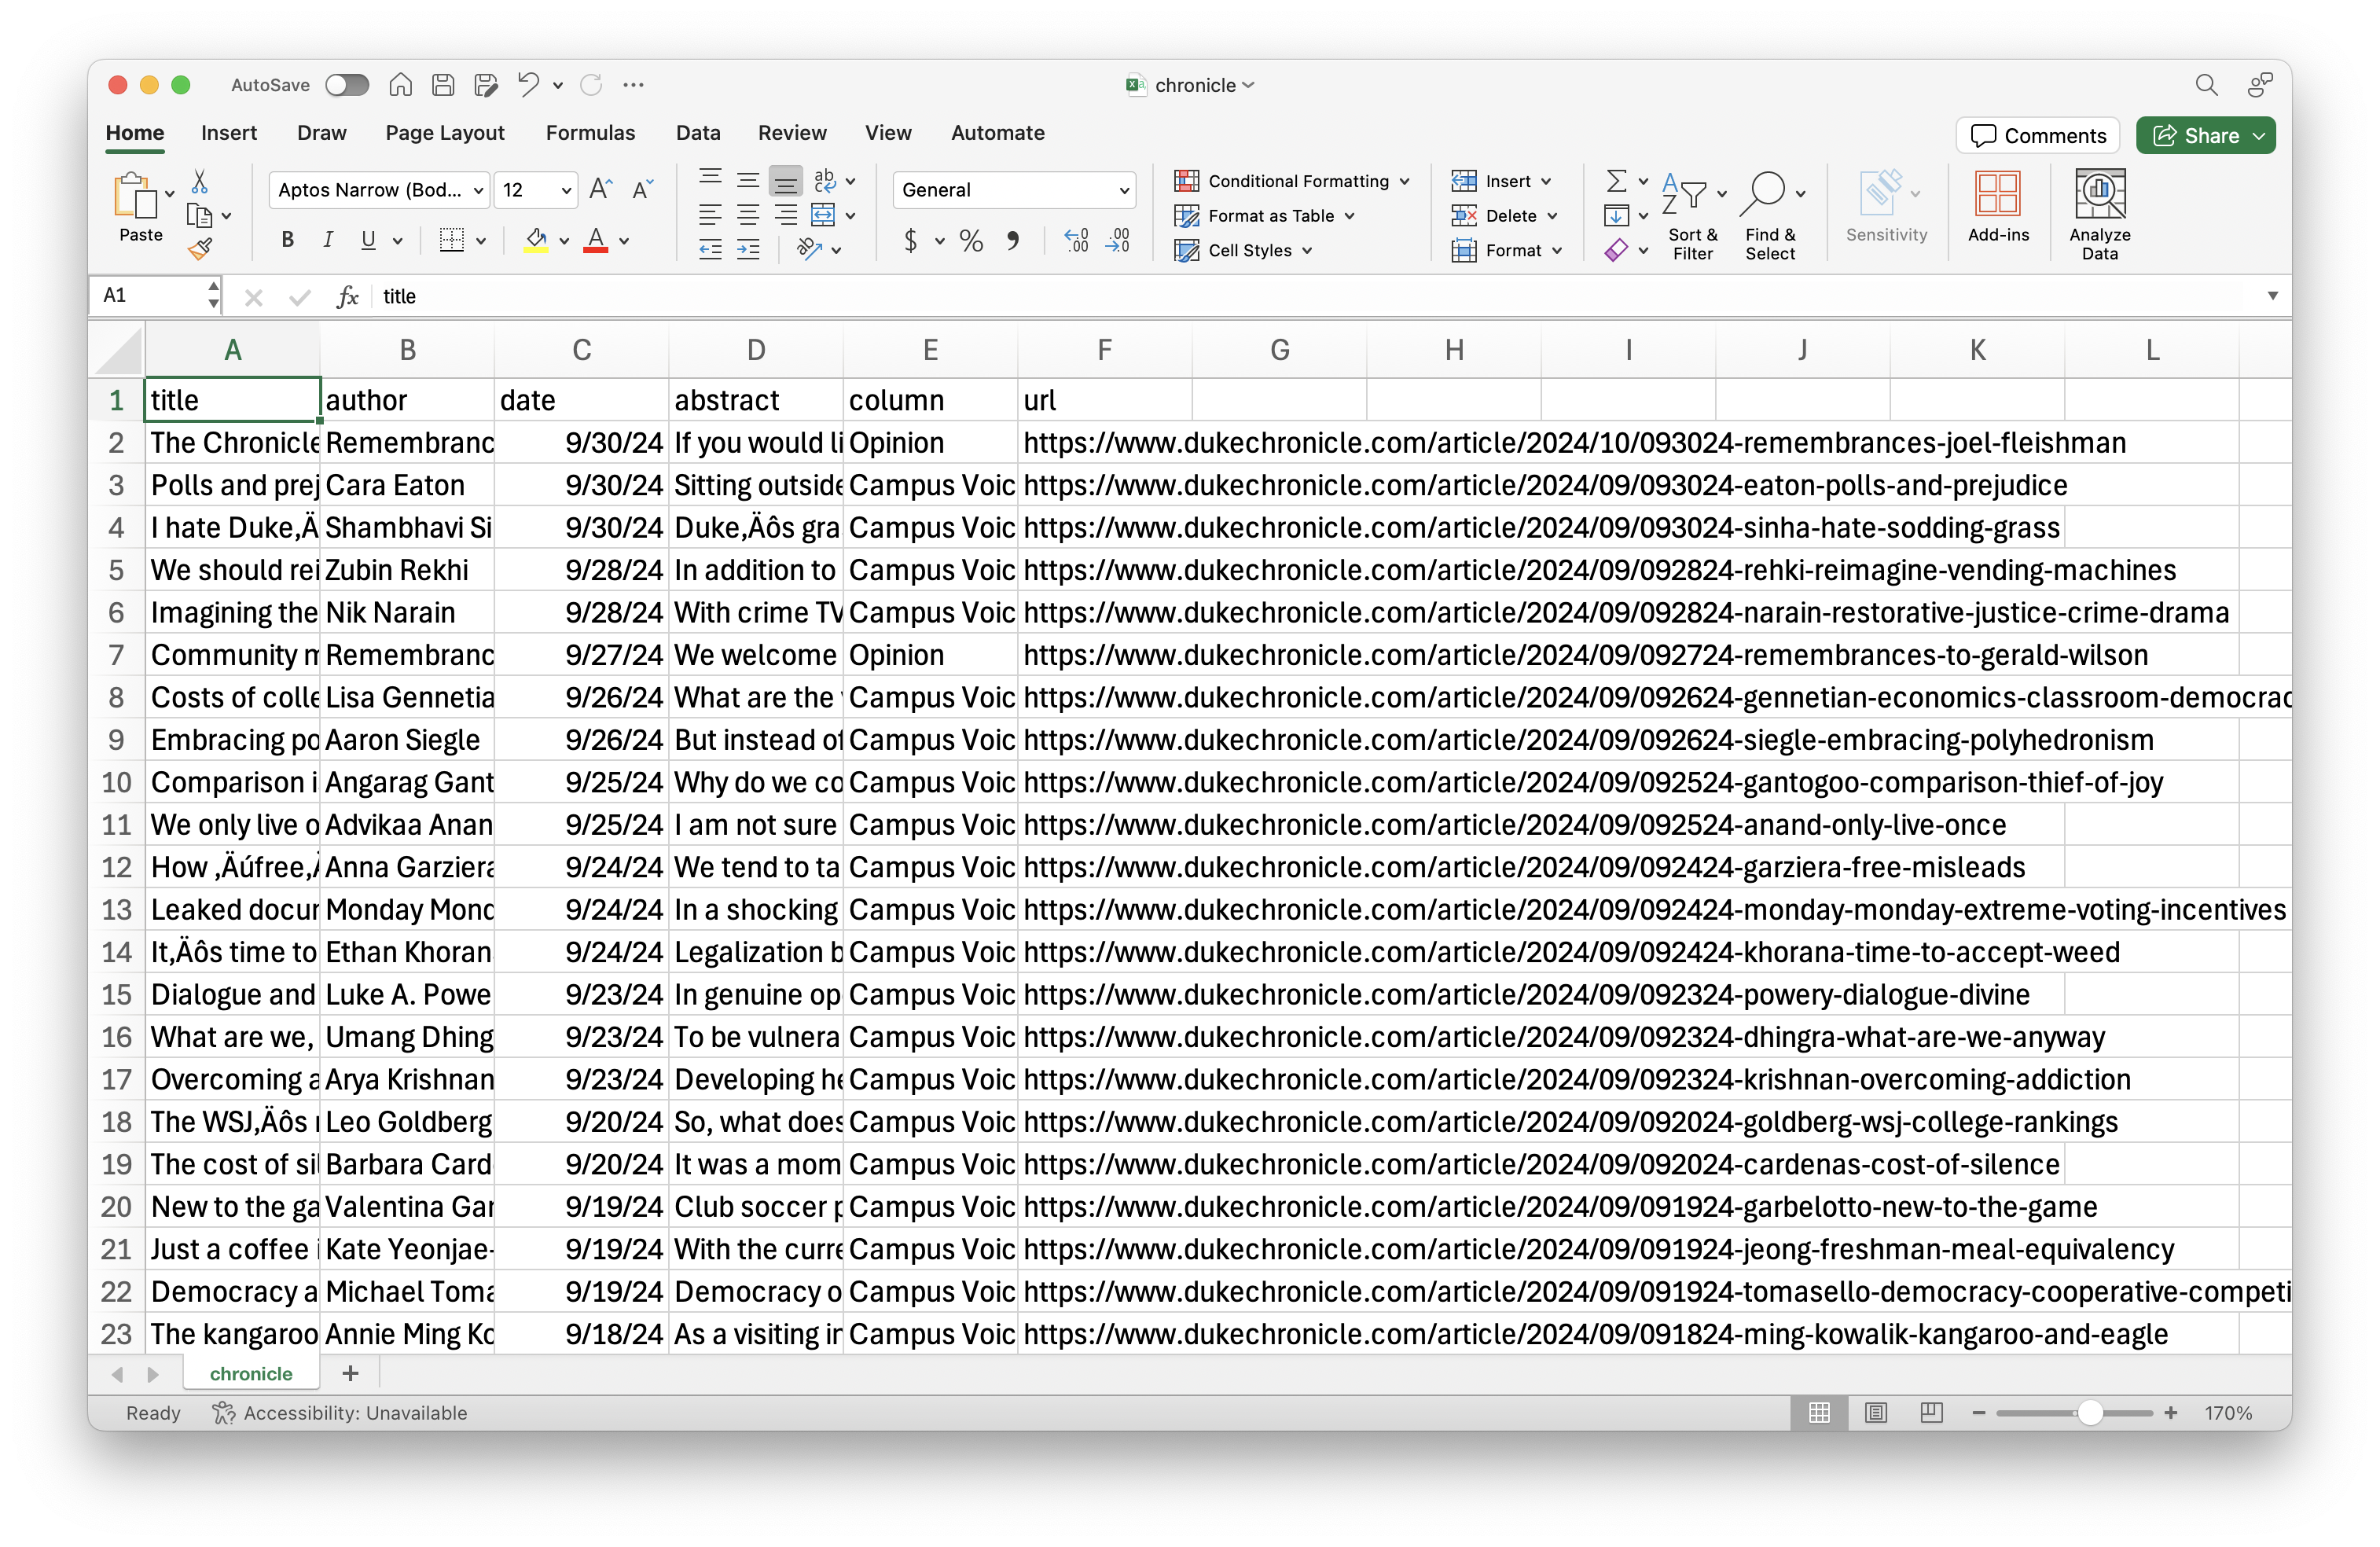 AutoSave chronicle
Home Insert Draw Page Layout Formulas Data Review View Automate Comments Share
Paste Aptos Narrow (Bod... 12 General Conditional Formatting Format as Table Cell Styles Insert Delete Format Sort & Filter Find & Select Sensitivity Add-ins Analyze Data
A1 fx title
A B C D E F G H I J K L
1 title author date abstract column url
2 The Chronicle Remembranc 9/30/24 If you would li Opinion https://www.dukechronicle.com/article/2024/10/093024-remembrances-joel-fleishman
3 Polls and prej Cara Eaton 9/30/24 Sitting outside Campus Voic https://www.dukechronicle.com/article/2024/09/093024-eaton-polls-and-prejudice
4 I hate Duke‚Ä Shambhavi Si 9/30/24 Duke‚Äôs gra Campus Voic https://www.dukechronicle.com/article/2024/09/093024-sinha-hate-sodding-grass
5 We should rei Zubin Rekhi 9/28/24 In addition to Campus Voic https://www.dukechronicle.com/article/2024/09/092824-rehki-reimagine-vending-machines
6 Imagining the Nik Narain 9/28/24 With crime TV Campus Voic https://www.dukechronicle.com/article/2024/09/092824-narain-restorative-justice-crime-drama
7 Community m Remembranc 9/27/24 We welcome Opinion https://www.dukechronicle.com/article/2024/09/092724-remembrances-to-gerald-wilson
8 Costs of colle Lisa Gennetia 9/26/24 What are the Campus Voic https://www.dukechronicle.com/article/2024/09/092624-gennetian-economics-classroom-democrac
9 Embracing po Aaron Siegle 9/26/24 But instead of Campus Voic https://www.dukechronicle.com/article/2024/09/092624-siegle-embracing-polyhedronism
10 Comparison i Angarag Gant 9/25/24 Why do we co Campus Voic https://www.dukechronicle.com/article/2024/09/092524-gantogoo-comparison-thief-of-joy
11 We only live o Advikaa Anan 9/25/24 I am not sure Campus Voic https://www.dukechronicle.com/article/2024/09/092524-anand-only-live-once
12 How ‚Äúfree‚Ä Anna Garziera 9/24/24 We tend to ta Campus Voic https://www.dukechronicle.com/article/2024/09/092424-garziera-free-misleads
13 Leaked docur Monday Monc 9/24/24 In a shocking Campus Voic https://www.dukechronicle.com/article/2024/09/092424-monday-monday-extreme-voting-incentives
14 It‚Äôs time to Ethan Khoran 9/24/24 Legalization b Campus Voic https://www.dukechronicle.com/article/2024/09/092424-khorana-time-to-accept-weed
15 Dialogue and Luke A. Powe 9/23/24 In genuine op Campus Voic https://www.dukechronicle.com/article/2024/09/092324-powery-dialogue-divine
16 What are we, Umang Dhing 9/23/24 To be vulnera Campus Voic https://www.dukechronicle.com/article/2024/09/092324-dhingra-what-are-we-anyway
17 Overcoming a Arya Krishnan 9/23/24 Developing he Campus Voic https://www.dukechronicle.com/article/2024/09/092324-krishnan-overcoming-addiction
18 The WSJ‚Äôs Leo Goldberg 9/20/24 So, what does Campus Voic https://www.dukechronicle.com/article/2024/09/092024-goldberg-wsj-college-rankings
19 The cost of sil Barbara Card 9/20/24 It was a mom Campus Voic https://www.dukechronicle.com/article/2024/09/092024-cardenas-cost-of-silence
20 New to the ga Valentina Gar 9/19/24 Club soccer p Campus Voic https://www.dukechronicle.com/article/2024/09/091924-garbelotto-new-to-the-game
21 Just a coffee i Kate Yeonjae- 9/19/24 With the curre Campus Voic https://www.dukechronicle.com/article/2024/09/091924-jeong-freshman-meal-equivalency
22 Democracy a Michael Toma 9/19/24 Democracy o Campus Voic https://www.dukechronicle.com/article/2024/09/091924-tomasello-democracy-cooperative-competi
23 The kangaroo Annie Ming Ko 9/18/24 As a visiting in Campus Voic https://www.dukechronicle.com/article/2024/09/091824-ming-kowalik-kangaroo-and-eagle
chronicle
Ready Accessibility: Unavailable 170%